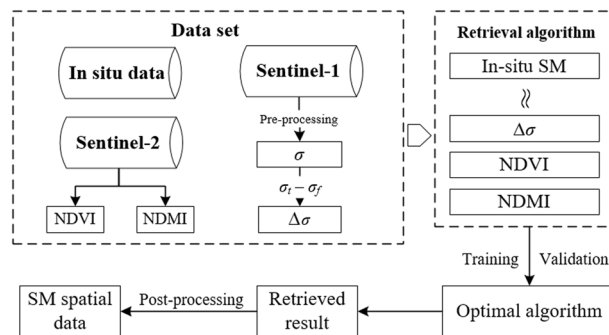 Data set
In situ data
Sentinel-1
Pre-processing
σ
σt − σf
Δσ
Sentinel-2
NDVI
NDMI
Retrieval algorithm
In-situ SM
≈
Δσ
NDVI
NDMI
Training
Validation
Optimal algorithm
Retrieved
result
Post-processing
SM spatial
data